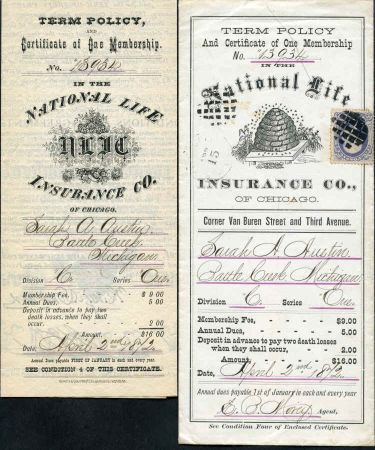 TERM POLICY,
AND
Certificate of One Membership.
No. 13934
IN THE
NATIONAL LIFE
NLIC
INSURANCE CO.
OF CHICAGO.
Sarah A. Austin
Battle Creek
Michigan
Division C. Series One.
Membership Fee, $ 9 00
Annual Dues, 5 00
Deposit in advance to pay two
death losses, when they shall
occur, 2 00
Amount, $16 00
Date, April 2nd 1872.
Annual Dues payable FIRST OF JANUARY in each and every year.
SEE CONDITION 4 OF THIS CERTIFICATE.
TERM POLICY
And Certificate of One Membership
No. 13934
IN THE
National Life
INSURANCE CO.,
OF CHICAGO.
Corner Van Buren Street and Third Avenue.
Sarah A Austin
Battle Creek Michigan
Division C Series One
Membership Fee, $9.00
Annual Dues, 5.00
Deposit in advance to pay two death losses
when they shall occur, 2.00
Amount $16.00
Date, April 2nd 1872
Annual dues payable 1st of January in each and every year
Agent,
See Condition Four of Enclosed Certificate.